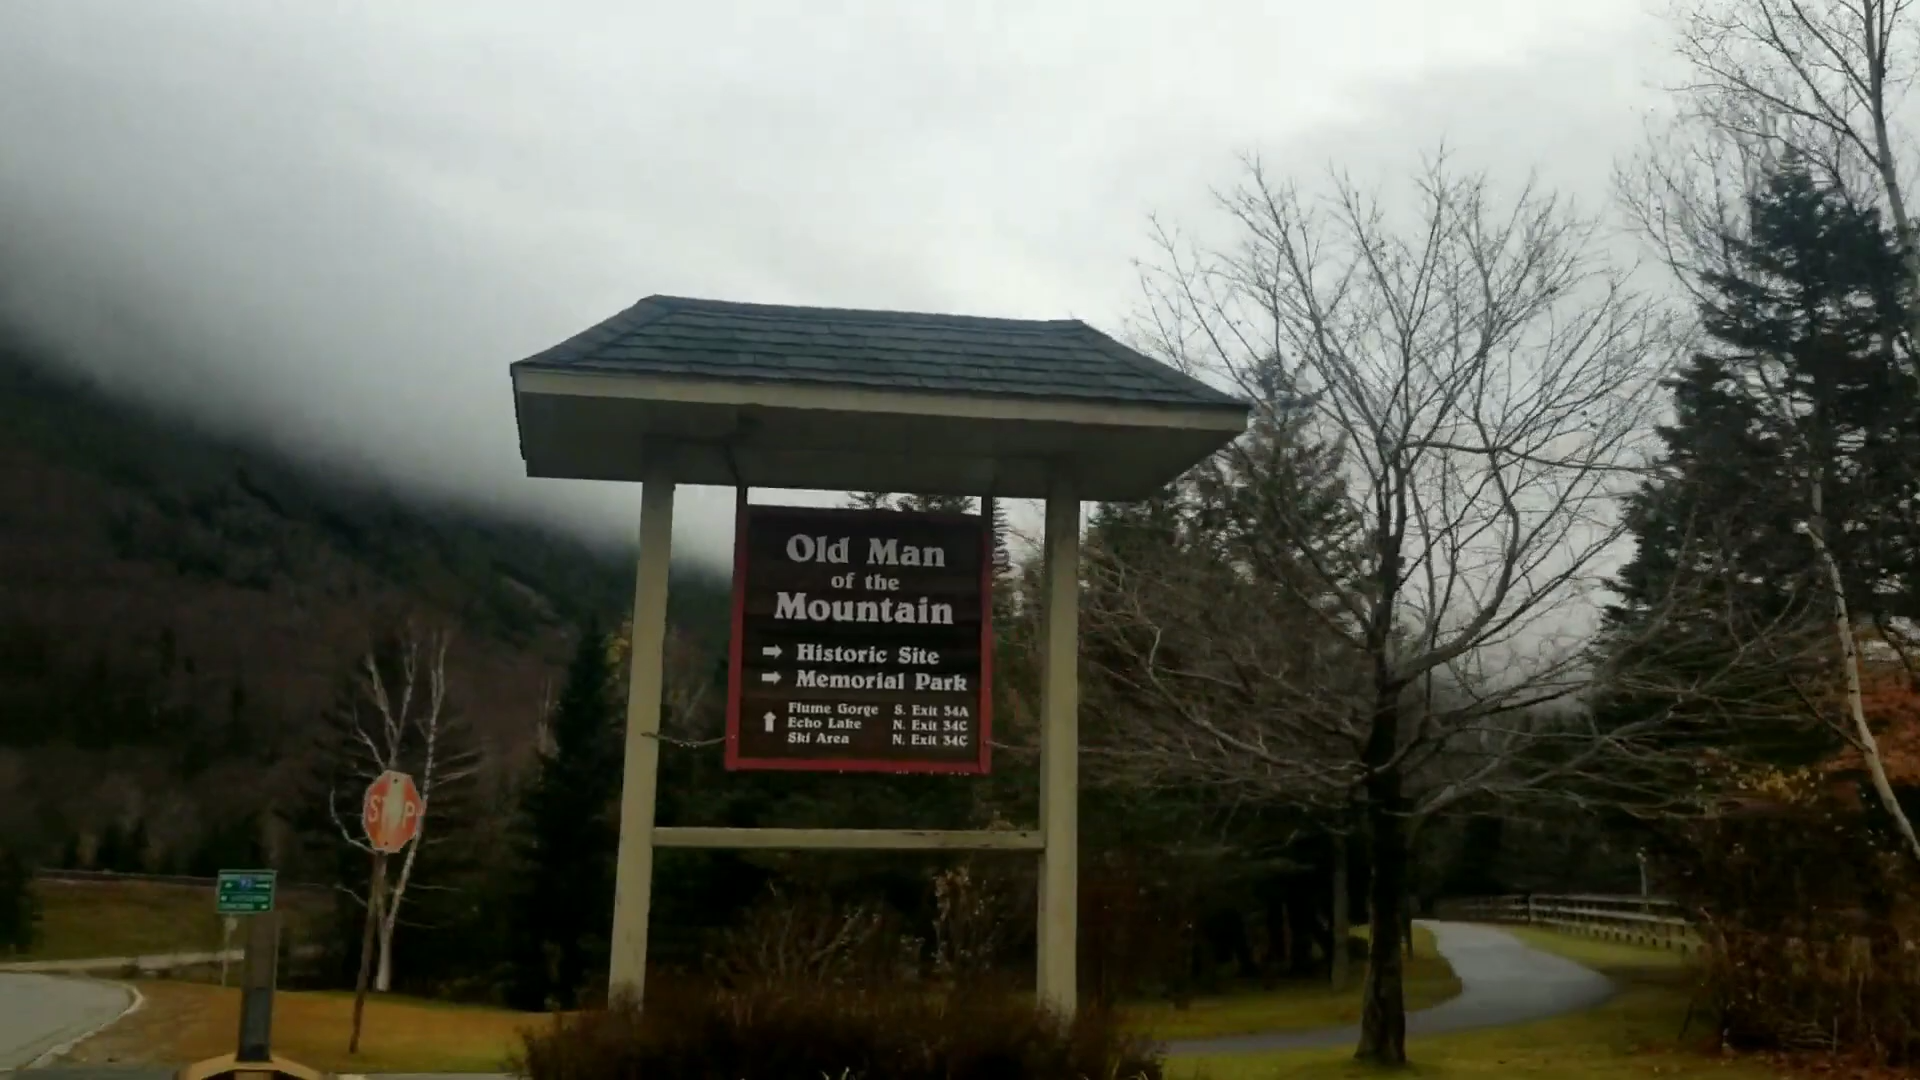 Old Man
of the
Mountain
➡ Historic Site
➡ Memorial Park
Flume Gorge S. Exit 34A
⬆ Echo Lake N. Exit 34C
Ski Area N. Exit 34C
STOP